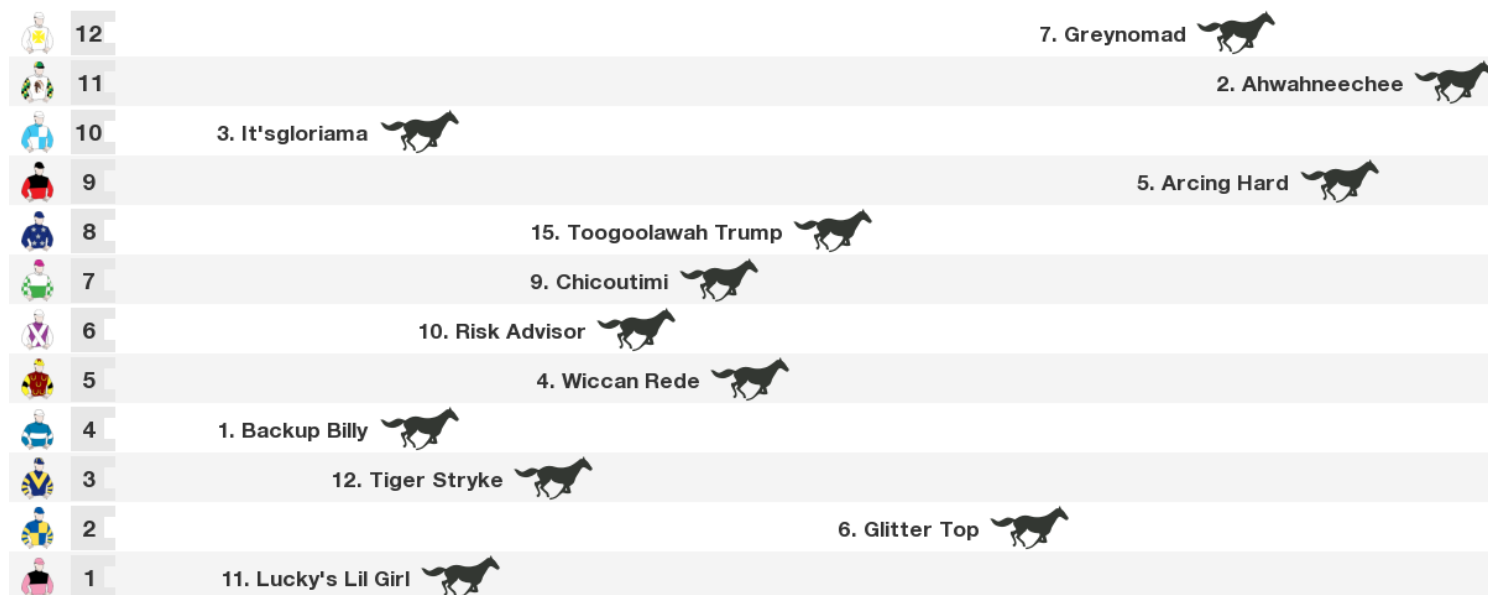 12 7. Greynomad
11 2. Ahwahneechee
10 3. It'sgloriama
9 5. Arcing Hard
8 15. Toogoolawah Trump
7 9. Chicoutimi
6 10. Risk Advisor
5 4. Wiccan Rede
4 1. Backup Billy
3 12. Tiger Stryke
2 6. Glitter Top
1 11. Lucky's Lil Girl